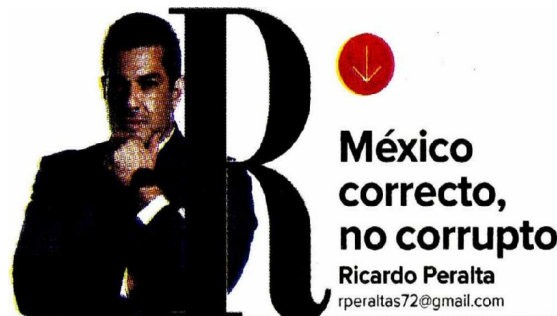 R
México
correcto,
no corrupto
Ricardo Peralta
rperaltas72@gmail.com